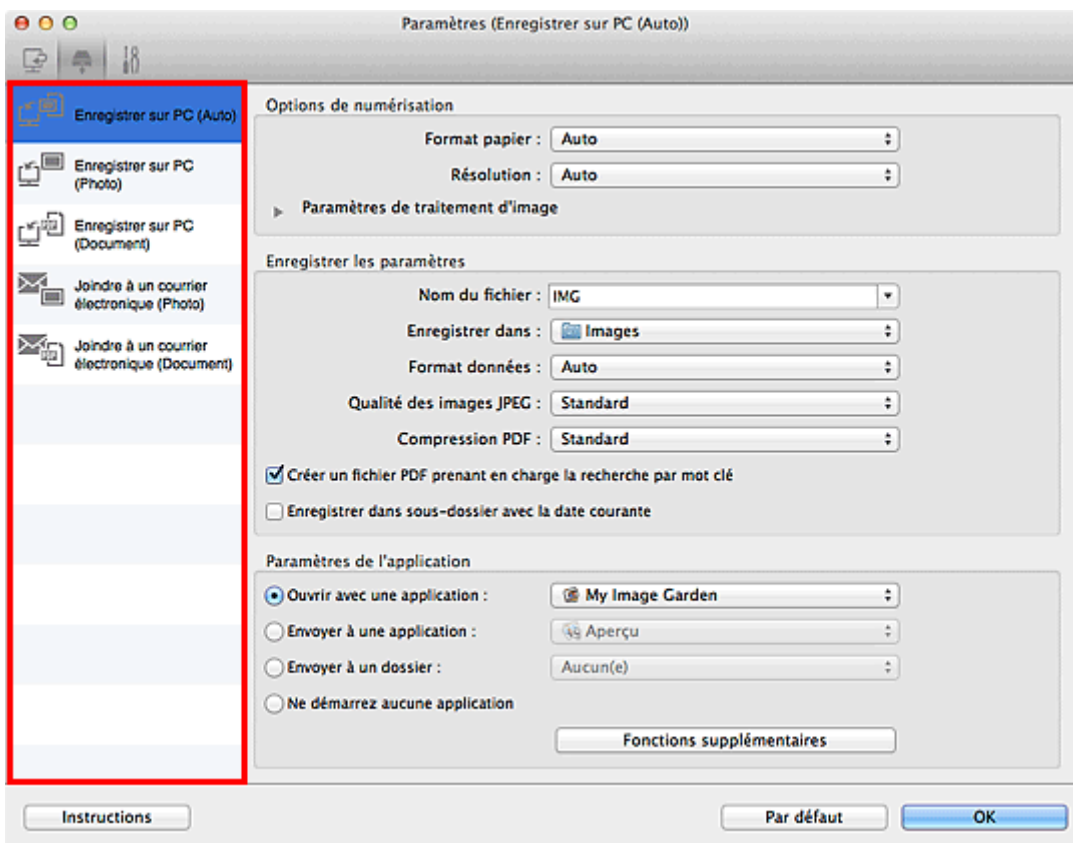 Paramètres (Enregistrer sur PC (Auto))
Enregistrer sur PC (Auto)
Enregistrer sur PC
(Photo)
Enregistrer sur PC
(Document)
Joindre à un courrier
électronique (Photo)
Joindre à un courrier
électronique (Document)
Options de numérisation
Format papier : Auto
Résolution : Auto
Paramètres de traitement d'image
Enregistrer les paramètres
Nom du fichier : IMG
Enregistrer dans : Images
Format données : Auto
Qualité des images JPEG : Standard
Compression PDF : Standard
Créer un fichier PDF prenant en charge la recherche par mot clé
Enregistrer dans sous-dossier avec la date courante
Paramètres de l'application
Ouvrir avec une application : My Image Garden
Envoyer à une application : Aperçu
Envoyer à un dossier : Aucun(e)
Ne démarrez aucune application
Fonctions supplémentaires
Instructions
Par défaut
OK